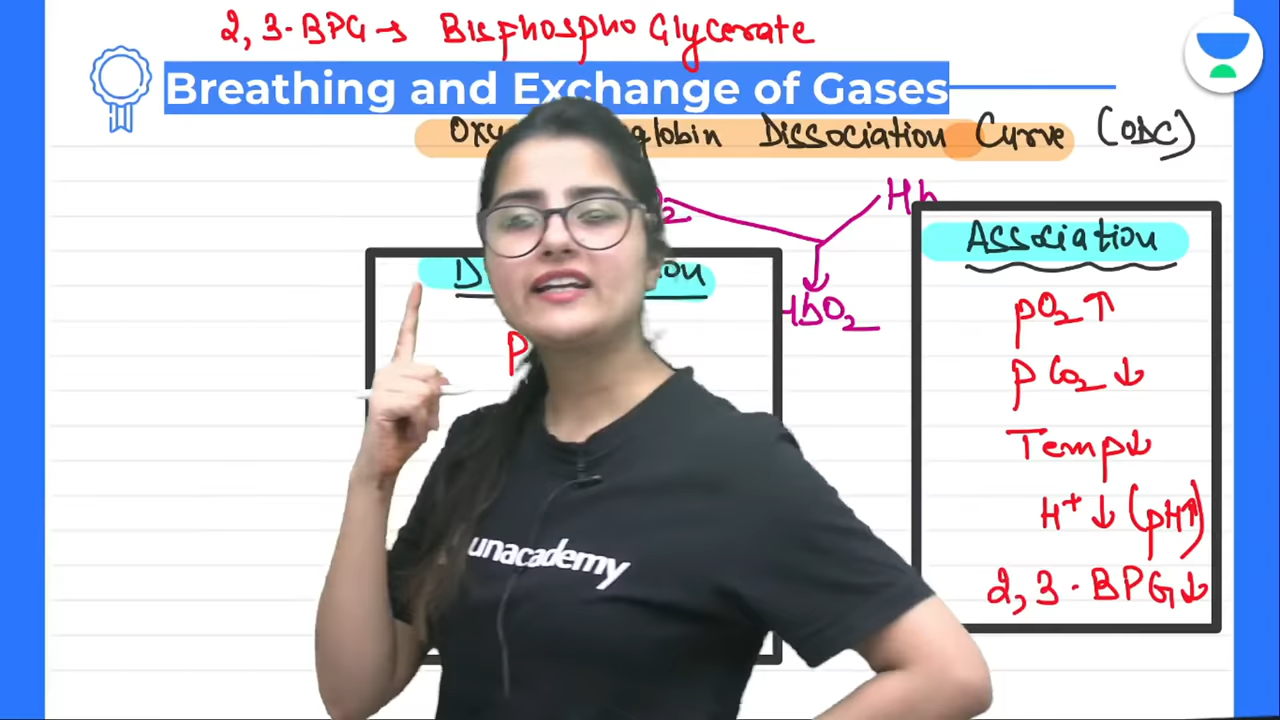 2,3-BPG → Bisphospho Glycerate
Breathing and Exchange of Gases
Dissociation Curve (ODC)
Hb
HbO2
Association
pO2 ↑
pCO2 ↓
Temp ↓
H+ ↓ (pH↑)
2,3-BPG ↓
unacademy